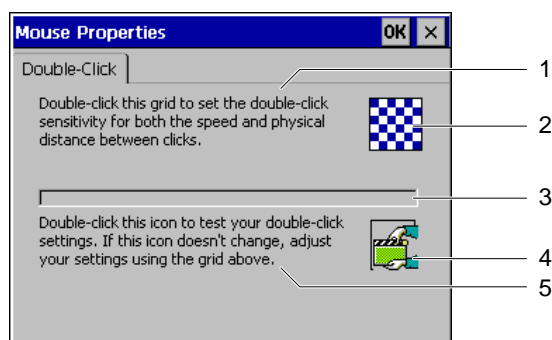 Mouse Properties OK ×
Double-Click
1
Double-click this grid to set the double-click
sensitivity for both the speed and physical
distance between clicks.
2
3
Double-click this icon to test your double-click
settings. If this icon doesn't change, adjust
your settings using the grid above.
4
5